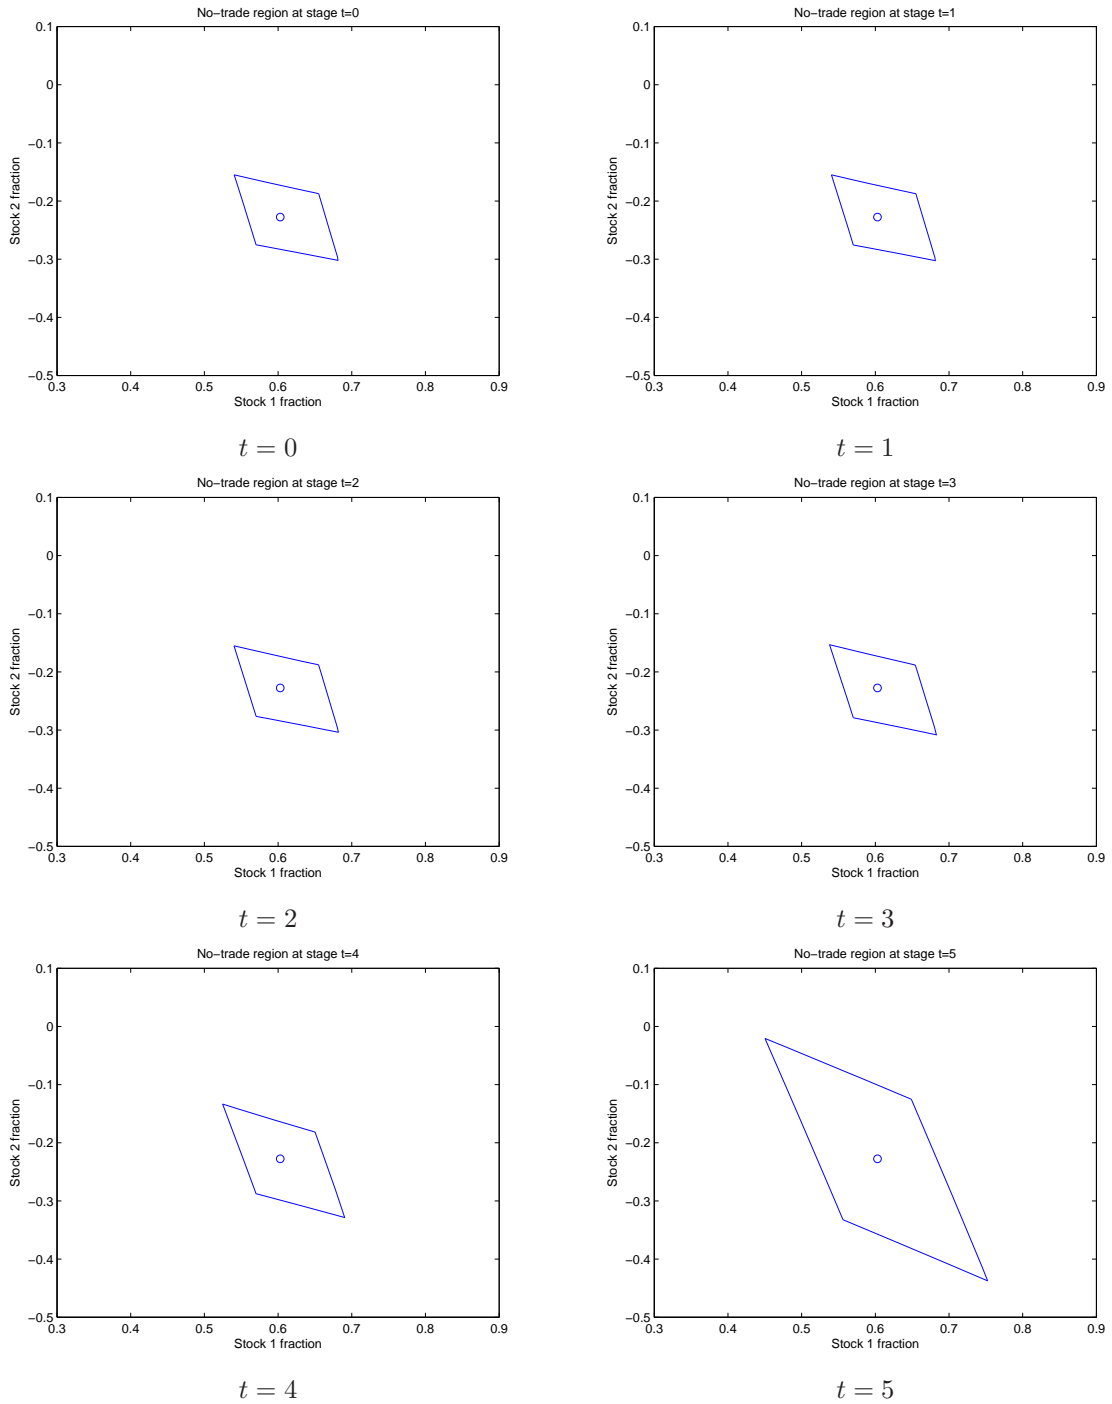 No−trade region at stage t=0
0.1
0
−0.1
−0.2
−0.3
−0.4
−0.5
0.3 0.4 0.5 0.6 0.7 0.8 0.9
Stock 2 fraction
Stock 1 fraction
t = 0
No−trade region at stage t=1
0.1
0
−0.1
−0.2
−0.3
−0.4
−0.5
0.3 0.4 0.5 0.6 0.7 0.8 0.9
Stock 2 fraction
Stock 1 fraction
t = 1
No−trade region at stage t=2
0.1
0
−0.1
−0.2
−0.3
−0.4
−0.5
0.3 0.4 0.5 0.6 0.7 0.8 0.9
Stock 2 fraction
Stock 1 fraction
t = 2
No−trade region at stage t=3
0.1
0
−0.1
−0.2
−0.3
−0.4
−0.5
0.3 0.4 0.5 0.6 0.7 0.8 0.9
Stock 2 fraction
Stock 1 fraction
t = 3
No−trade region at stage t=4
0.1
0
−0.1
−0.2
−0.3
−0.4
−0.5
0.3 0.4 0.5 0.6 0.7 0.8 0.9
Stock 2 fraction
Stock 1 fraction
t = 4
No−trade region at stage t=5
0.1
0
−0.1
−0.2
−0.3
−0.4
−0.5
0.3 0.4 0.5 0.6 0.7 0.8 0.9
Stock 2 fraction
Stock 1 fraction
t = 5